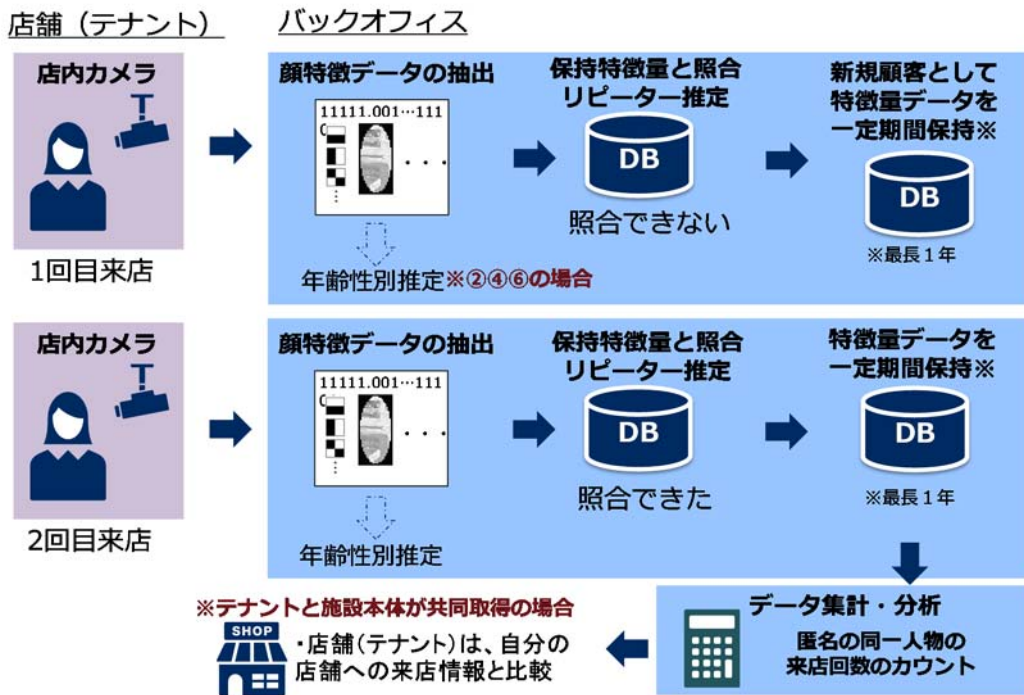 店舗（テナント）
バックオフィス
店内カメラ
1回目来店
顔特徴データの抽出
11111.001…111
0
・・・
年齢性別推定※②④⑥の場合
保持特徴量と照合
リピーター推定
DB
照合できない
新規顧客として
特徴量データを
一定期間保持※
DB
※最長１年
店内カメラ
2回目来店
顔特徴データの抽出
11111.001…111
・・・
年齢性別推定
保持特徴量と照合
リピーター推定
DB
照合できた
特徴量データを
一定期間保持※
DB
※最長１年
データ集計・分析
匿名の同一人物の
来店回数のカウント
※テナントと施設本体が共同取得の場合
SHOP
・店舗（テナント）は、自分の
店舗への来店情報と比較